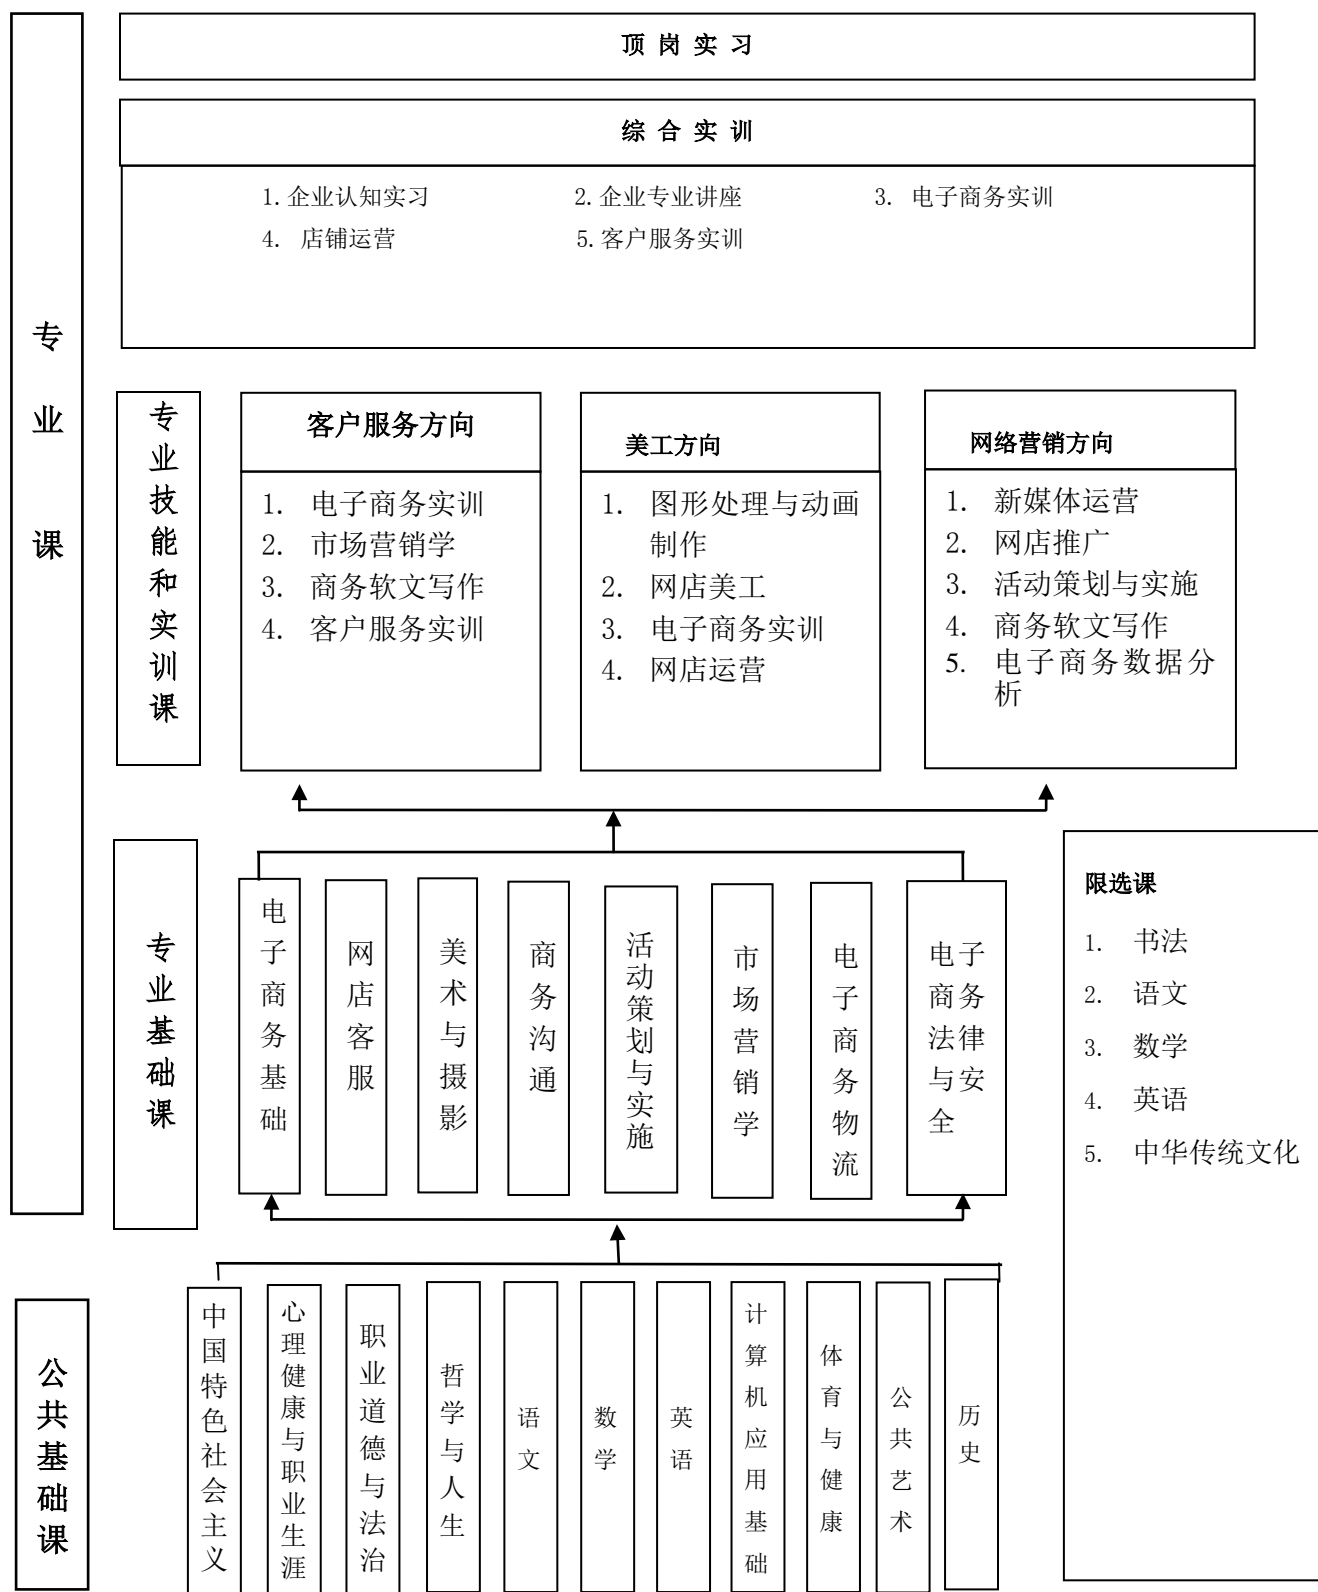 顶 岗 实 习
综 合 实 训
1.企业认知实习 2.企业专业讲座 3. 电子商务实训
4. 店铺运营 5.客户服务实训
专业课
专业技能和实训课
客户服务方向
1. 电子商务实训
2. 市场营销学
3. 商务软文写作
4. 客户服务实训
美工方向
1. 图形处理与动画
制作
2. 网店美工
3. 电子商务实训
4. 网店运营
网络营销方向
1. 新媒体运营
2. 网店推广
3. 活动策划与实施
4. 商务软文写作
5. 电子商务数据分
析
专业基础课
电子商务基础
网店客服
美术与摄影
商务沟通
活动策划与实施
市场营销学
电子商务物流
电子
商务
法律
与安
全
限选课
1. 书法
2. 语文
3. 数学
4. 英语
5. 中华传统文化
公共基础课
中国特色社会主义
心理健康与职业生涯
职业道德与法治
哲学与人生
语文
数学
英语
计算机应用基础
体育与健康
公共艺术
历史